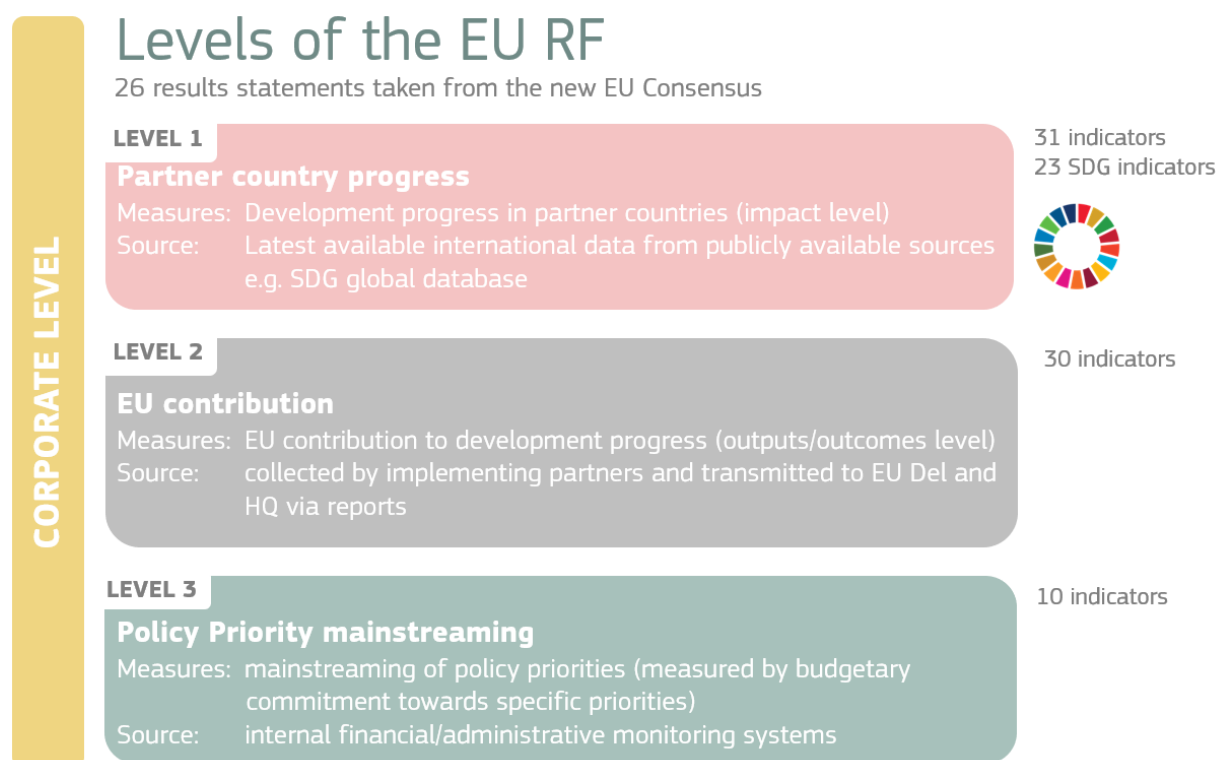 Levels of the EU RF
26 results statements taken from the new EU Consensus
CORPORATE LEVEL
LEVEL 1
Partner country progress
Measures: Development progress in partner countries (impact level)
Source: Latest available international data from publicly available sources
e.g. SDG global database
31 indicators
23 SDG indicators
LEVEL 2
EU contribution
Measures: EU contribution to development progress (outputs/outcomes level)
Source: collected by implementing partners and transmitted to EU Del and
HQ via reports
30 indicators
LEVEL 3
Policy Priority mainstreaming
Measures: mainstreaming of policy priorities (measured by budgetary
commitment towards specific priorities)
Source: internal financial/administrative monitoring systems
10 indicators